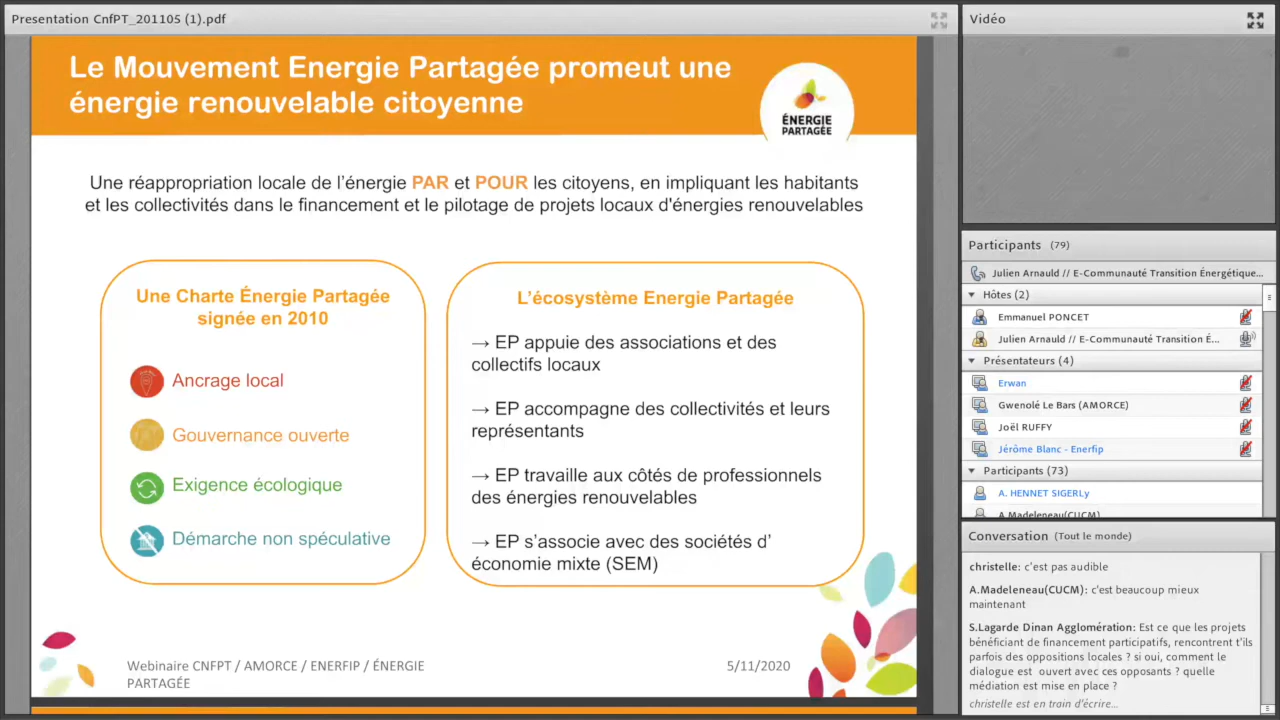 Presentation CnfPT_201105 (1).pdf
Le Mouvement Energie Partagée promeut une
énergie renouvelable citoyenne
ÉNERGIE
PARTAGÉE
Une réappropriation locale de l'énergie PAR et POUR les citoyens, en impliquant les habitants
et les collectivités dans le financement et le pilotage de projets locaux d'énergies renouvelables
Une Charte Énergie Partagée
signée en 2010
Ancrage local
Gouvernance ouverte
Exigence écologique
Démarche non spéculative
L'écosystème Energie Partagée
→ EP appuie des associations et des
collectifs locaux
→ EP accompagne des collectivités et leurs
représentants
→ EP travaille aux côtés de professionnels
des énergies renouvelables
→ EP s'associe avec des sociétés d'
économie mixte (SEM)
Webinaire CNFPT / AMORCE / ENERFIP / ÉNERGIE
PARTAGÉE
5/11/2020
Vidéo
Participants (79)
Julien Arnauld // E-Communauté Transition Énergétique...
Hôtes (2)
Emmanuel PONCET
Julien Arnauld // E-Communauté Transition É...
Présentateurs (4)
Erwan
Gwenolé Le Bars (AMORCE)
Joël RUFFY
Jérôme Blanc - Enerfip
Participants (73)
A. HENNET SIGERLy
A.Madeleneau(CUCM)
Conversation (Tout le monde)
christelle: c'est pas audible
A.Madeleneau(CUCM): c'est beaucoup mieux
maintenant
S.Lagarde Dinan Agglomération: Est ce que les projets
bénéficiant de financement participatifs, rencontrent t'ils
parfois des oppositions locales ? si oui, comment le
dialogue est ouvert avec ces opposants ? quelle
médiation est mise en place ?
christelle est en train d'écrire...